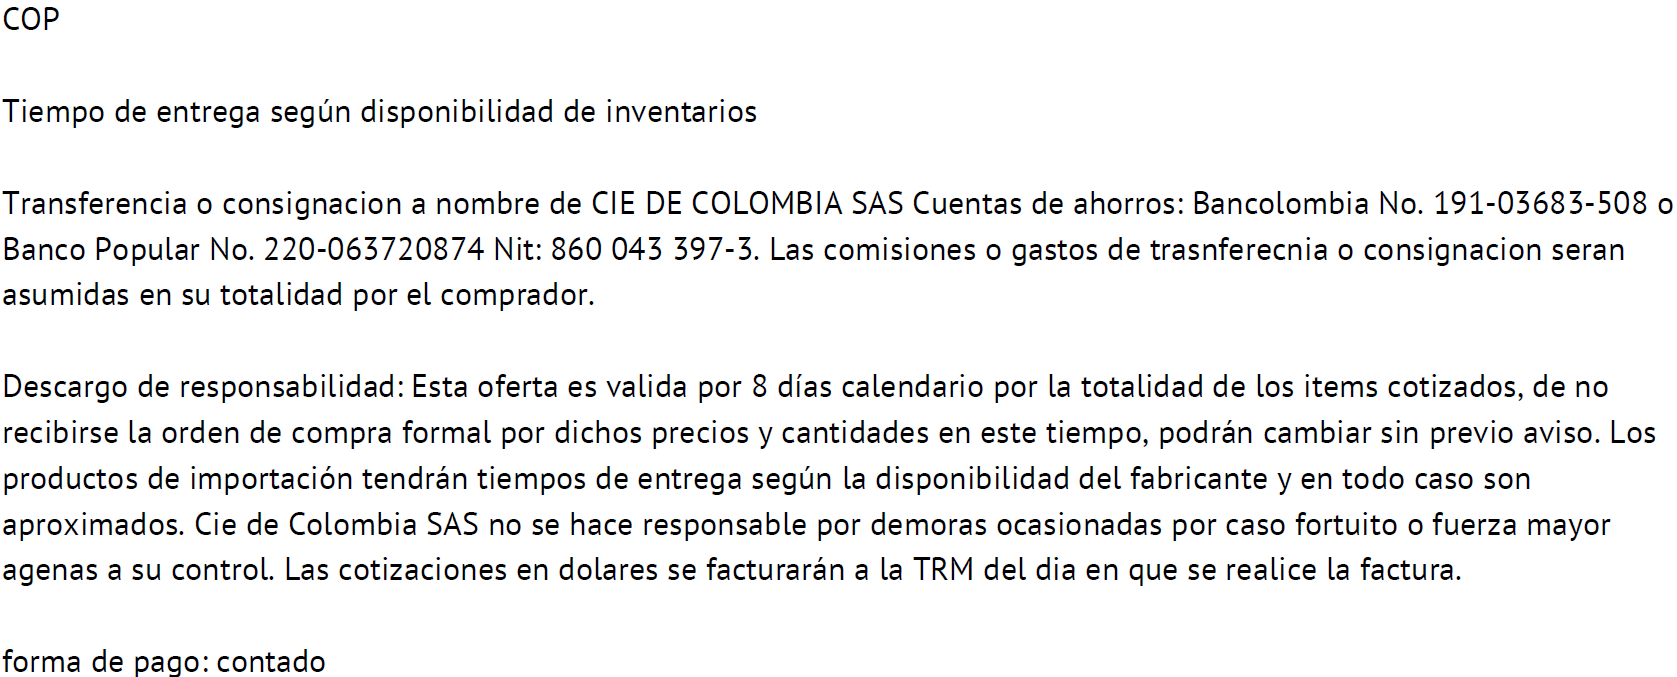 COP
Tiempo de entrega según disponibilidad de inventarios
Transferencia o consignacion a nombre de CIE DE COLOMBIA SAS Cuentas de ahorros: Bancolombia No. 191-03683-508 o
Banco Popular No. 220-063720874 Nit: 860 043 397-3. Las comisiones o gastos de trasnferecnia o consignacion seran
asumidas en su totalidad por el comprador.
Descargo de responsabilidad: Esta oferta es valida por 8 días calendario por la totalidad de los items cotizados, de no
recibirse la orden de compra formal por dichos precios y cantidades en este tiempo, podrán cambiar sin previo aviso. Los
productos de importación tendrán tiempos de entrega según la disponibilidad del fabricante y en todo caso son
aproximados. Cie de Colombia SAS no se hace responsable por demoras ocasionadas por caso fortuito o fuerza mayor
agenas a su control. Las cotizaciones en dolares se facturarán a la TRM del dia en que se realice la factura.
forma de pago: contado